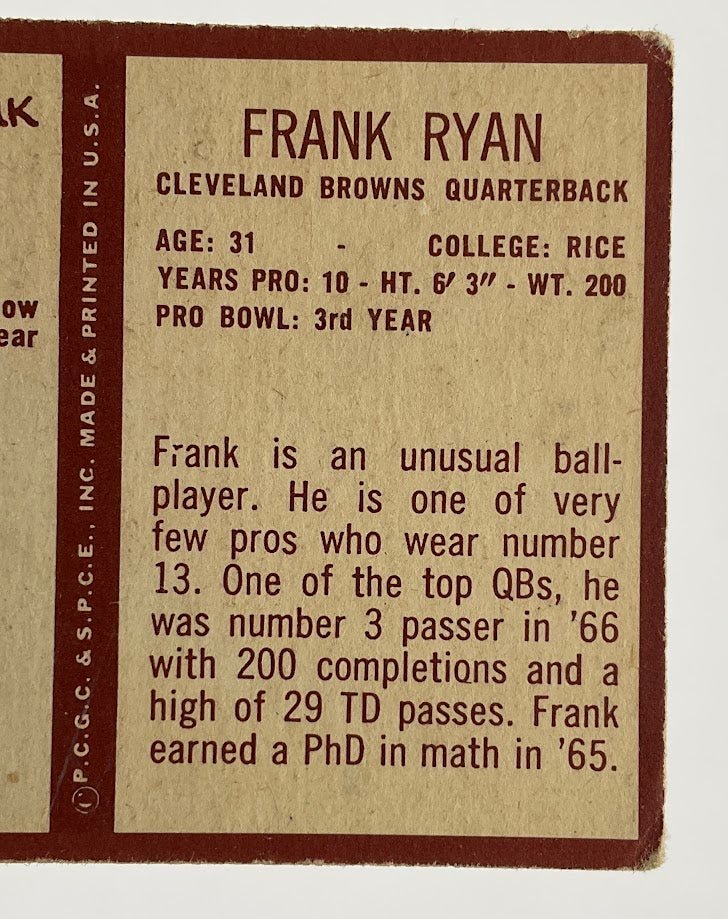 FRANK RYAN
CLEVELAND BROWNS QUARTERBACK
AGE: 31 - COLLEGE: RICE
YEARS PRO: 10 - HT. 6' 3" - WT. 200
PRO BOWL: 3rd YEAR
Frank is an unusual ball-
player. He is one of very
few pros who wear number
13. One of the top QBs, he
was number 3 passer in '66
with 200 completions and a
high of 29 TD passes. Frank
earned a PhD in math in '65.
©P.C.G.C. & S.P.C.E., INC. MADE & PRINTED IN U.S.A.